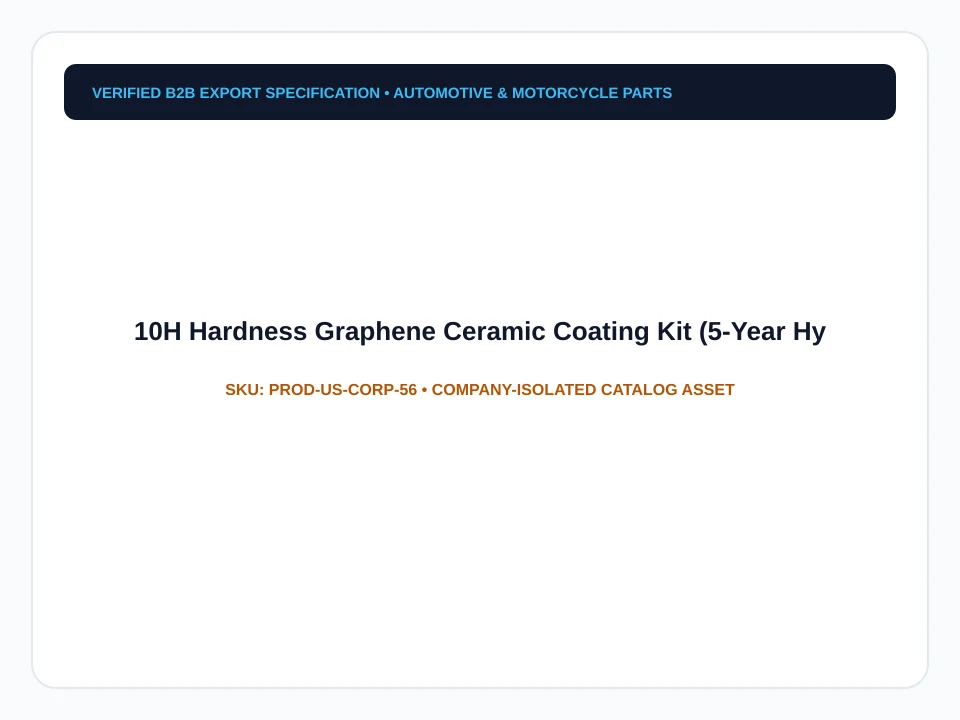 VERIFIED B2B EXPORT SPECIFICATION • AUTOMOTIVE & MOTORCYCLE PARTS
10H Hardness Graphene Ceramic Coating Kit (5-Year Hy
SKU: PROD-US-CORP-56 • COMPANY-ISOLATED CATALOG ASSET